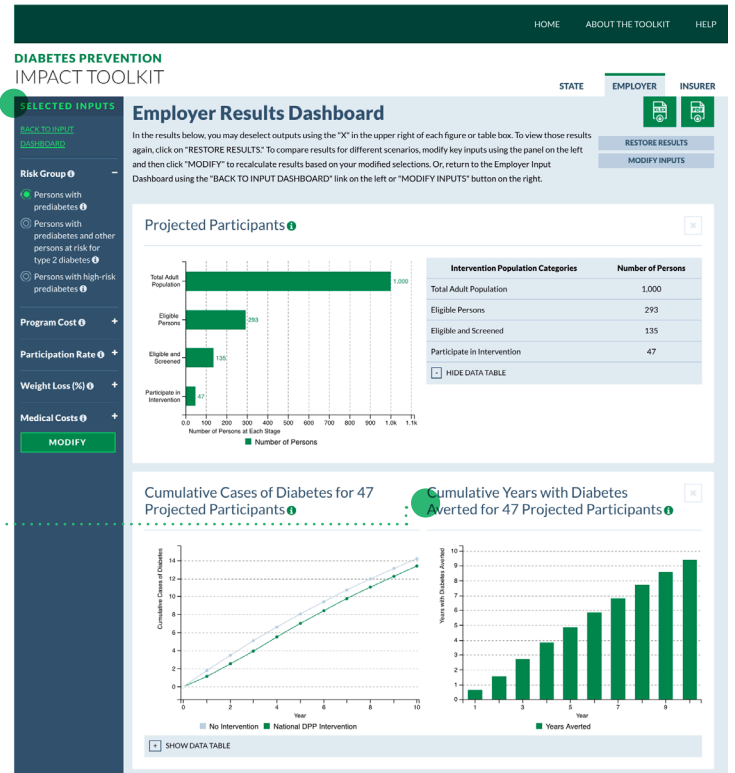 HOME ABOUT THE TOOLKIT HELP
DIABETES PREVENTION
IMPACT TOOLKIT
STATE EMPLOYER INSURER
SELECTED INPUTS
BACK TO INPUT
DASHBOARD
Risk Group −
Persons with
prediabetes
Persons with
prediabetes and other
persons at risk for
type 2 diabetes
Persons with high-risk
prediabetes
Program Cost +
Participation Rate +
Weight Loss (%) +
Medical Costs +
MODIFY
Employer Results Dashboard
In the results below, you may deselect outputs using the "X" in the upper right of each figure or table box. To view those results
again, click on "RESTORE RESULTS." To compare results for different scenarios, modify key inputs using the panel on the left
and then click "MODIFY" to recalculate results based on your modified selections. Or, return to the Employer Input
Dashboard using the "BACK TO INPUT DASHBOARD" link on the left or "MODIFY INPUTS" button on the right.
RESTORE RESULTS
MODIFY INPUTS
Projected Participants
×
Total Adult
Population
1,000
Eligible
Persons
293
Eligible and
Screened
135
Participate in
Intervention
47
0.0 100 200 300 400 500 600 700 800 900 1.0k 1.1k
Number of Persons at Each Stage
Number of Persons
Intervention Population Categories Number of Persons
Total Adult Population 1,000
Eligible Persons 293
Eligible and Screened 135
Participate in Intervention 47
- HIDE DATA TABLE
Cumulative Cases of Diabetes for 47
Projected Participants
Cumulative Cases of Diabetes
14
12
10
8
6
4
2
0
0 2 4 6 8 10
Year
No Intervention National DPP Intervention
Cumulative Years with Diabetes
Averted for 47 Projected Participants
×
Years with Diabetes Averted
10
9
8
7
6
5
4
3
2
1
0
1 3 5 7 9
Year
Years Averted
+ SHOW DATA TABLE